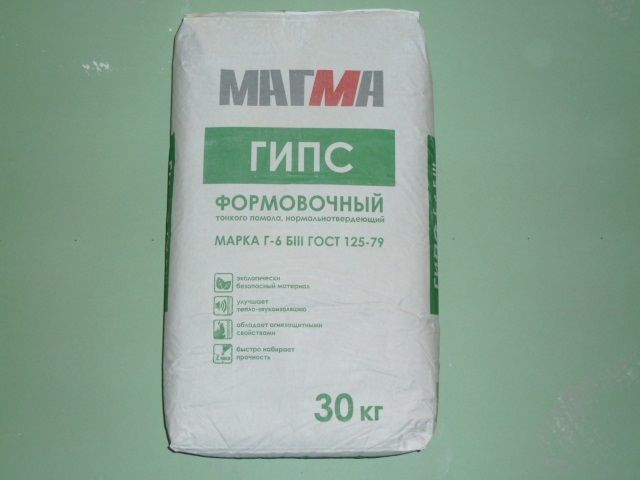 МАГМА
ГИПС
ФОРМОВОЧНЫЙ
тонкого помола, нормальнотвердеющий
МАРКА Г-6 БIII ГОСТ 125-79
экологически
безопасный материал
улучшает
тепло-звукоизоляцию
обладает огнезащитными
свойствами
быстро набирает
прочность
30 кг